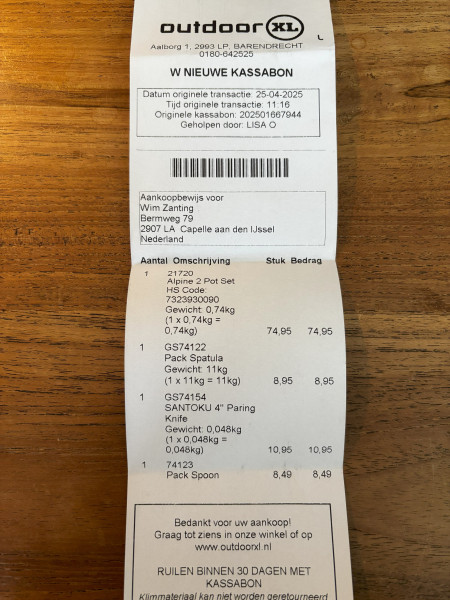 outdoor XL
Aalborg 1, 2993 LP, BARENDRECHT
0180-642525
W NIEUWE KASSABON
Datum originele transactie: 25-04-2025
Tijd originele transactie: 11:16
Originele kassabon: 202501667944
Geholpen door: LISA O
Aankoopbewijs voor
Wim Zanting
Bermweg 79
2907 LA Capelle aan den IJssel
Nederland
Aantal Omschrijving Stuk Bedrag
1 21720
Alpine 2 Pot Set
HS Code:
7323930090
Gewicht: 0,74kg
(1 x 0,74kg =
0,74kg) 74,95 74,95
1 GS74122
Pack Spatula
Gewicht: 11kg
(1 x 11kg = 11kg) 8,95 8,95
1 GS74154
SANTOKU 4" Paring
Knife
Gewicht: 0,048kg
(1 x 0,048kg =
0,048kg) 10,95 10,95
1 74123
Pack Spoon 8,49 8,49
Bedankt voor uw aankoop!
Graag tot ziens in onze winkel of op
www.outdoorxl.nl
RUILEN BINNEN 30 DAGEN MET
KASSABON
Klimmateriaal kan niet worden geretourneerd